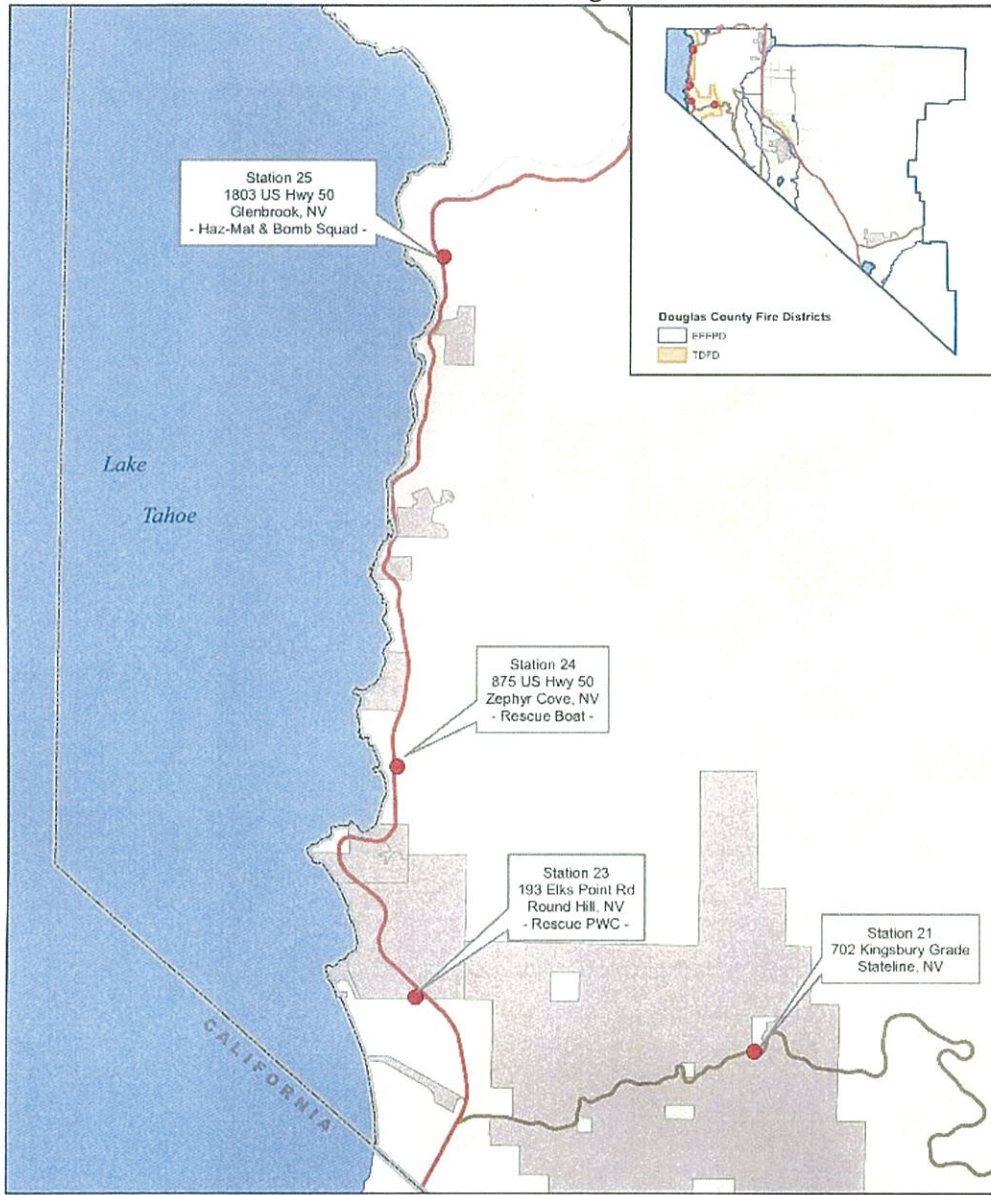 Station 25
1803 US Hwy 50
Glenbrook, NV
- Haz-Mat & Bomb Squad -
Douglas County Fire Districts
EFFPD
TDFD
Lake
Tahoe
Station 24
875 US Hwy 50
Zephyr Cove, NV
- Rescue Boat -
Station 23
193 Elks Point Rd
Round Hill, NV
- Rescue PWC -
Station 21
702 Kingsbury Grade
Stateline, NV
CALIFORNIA